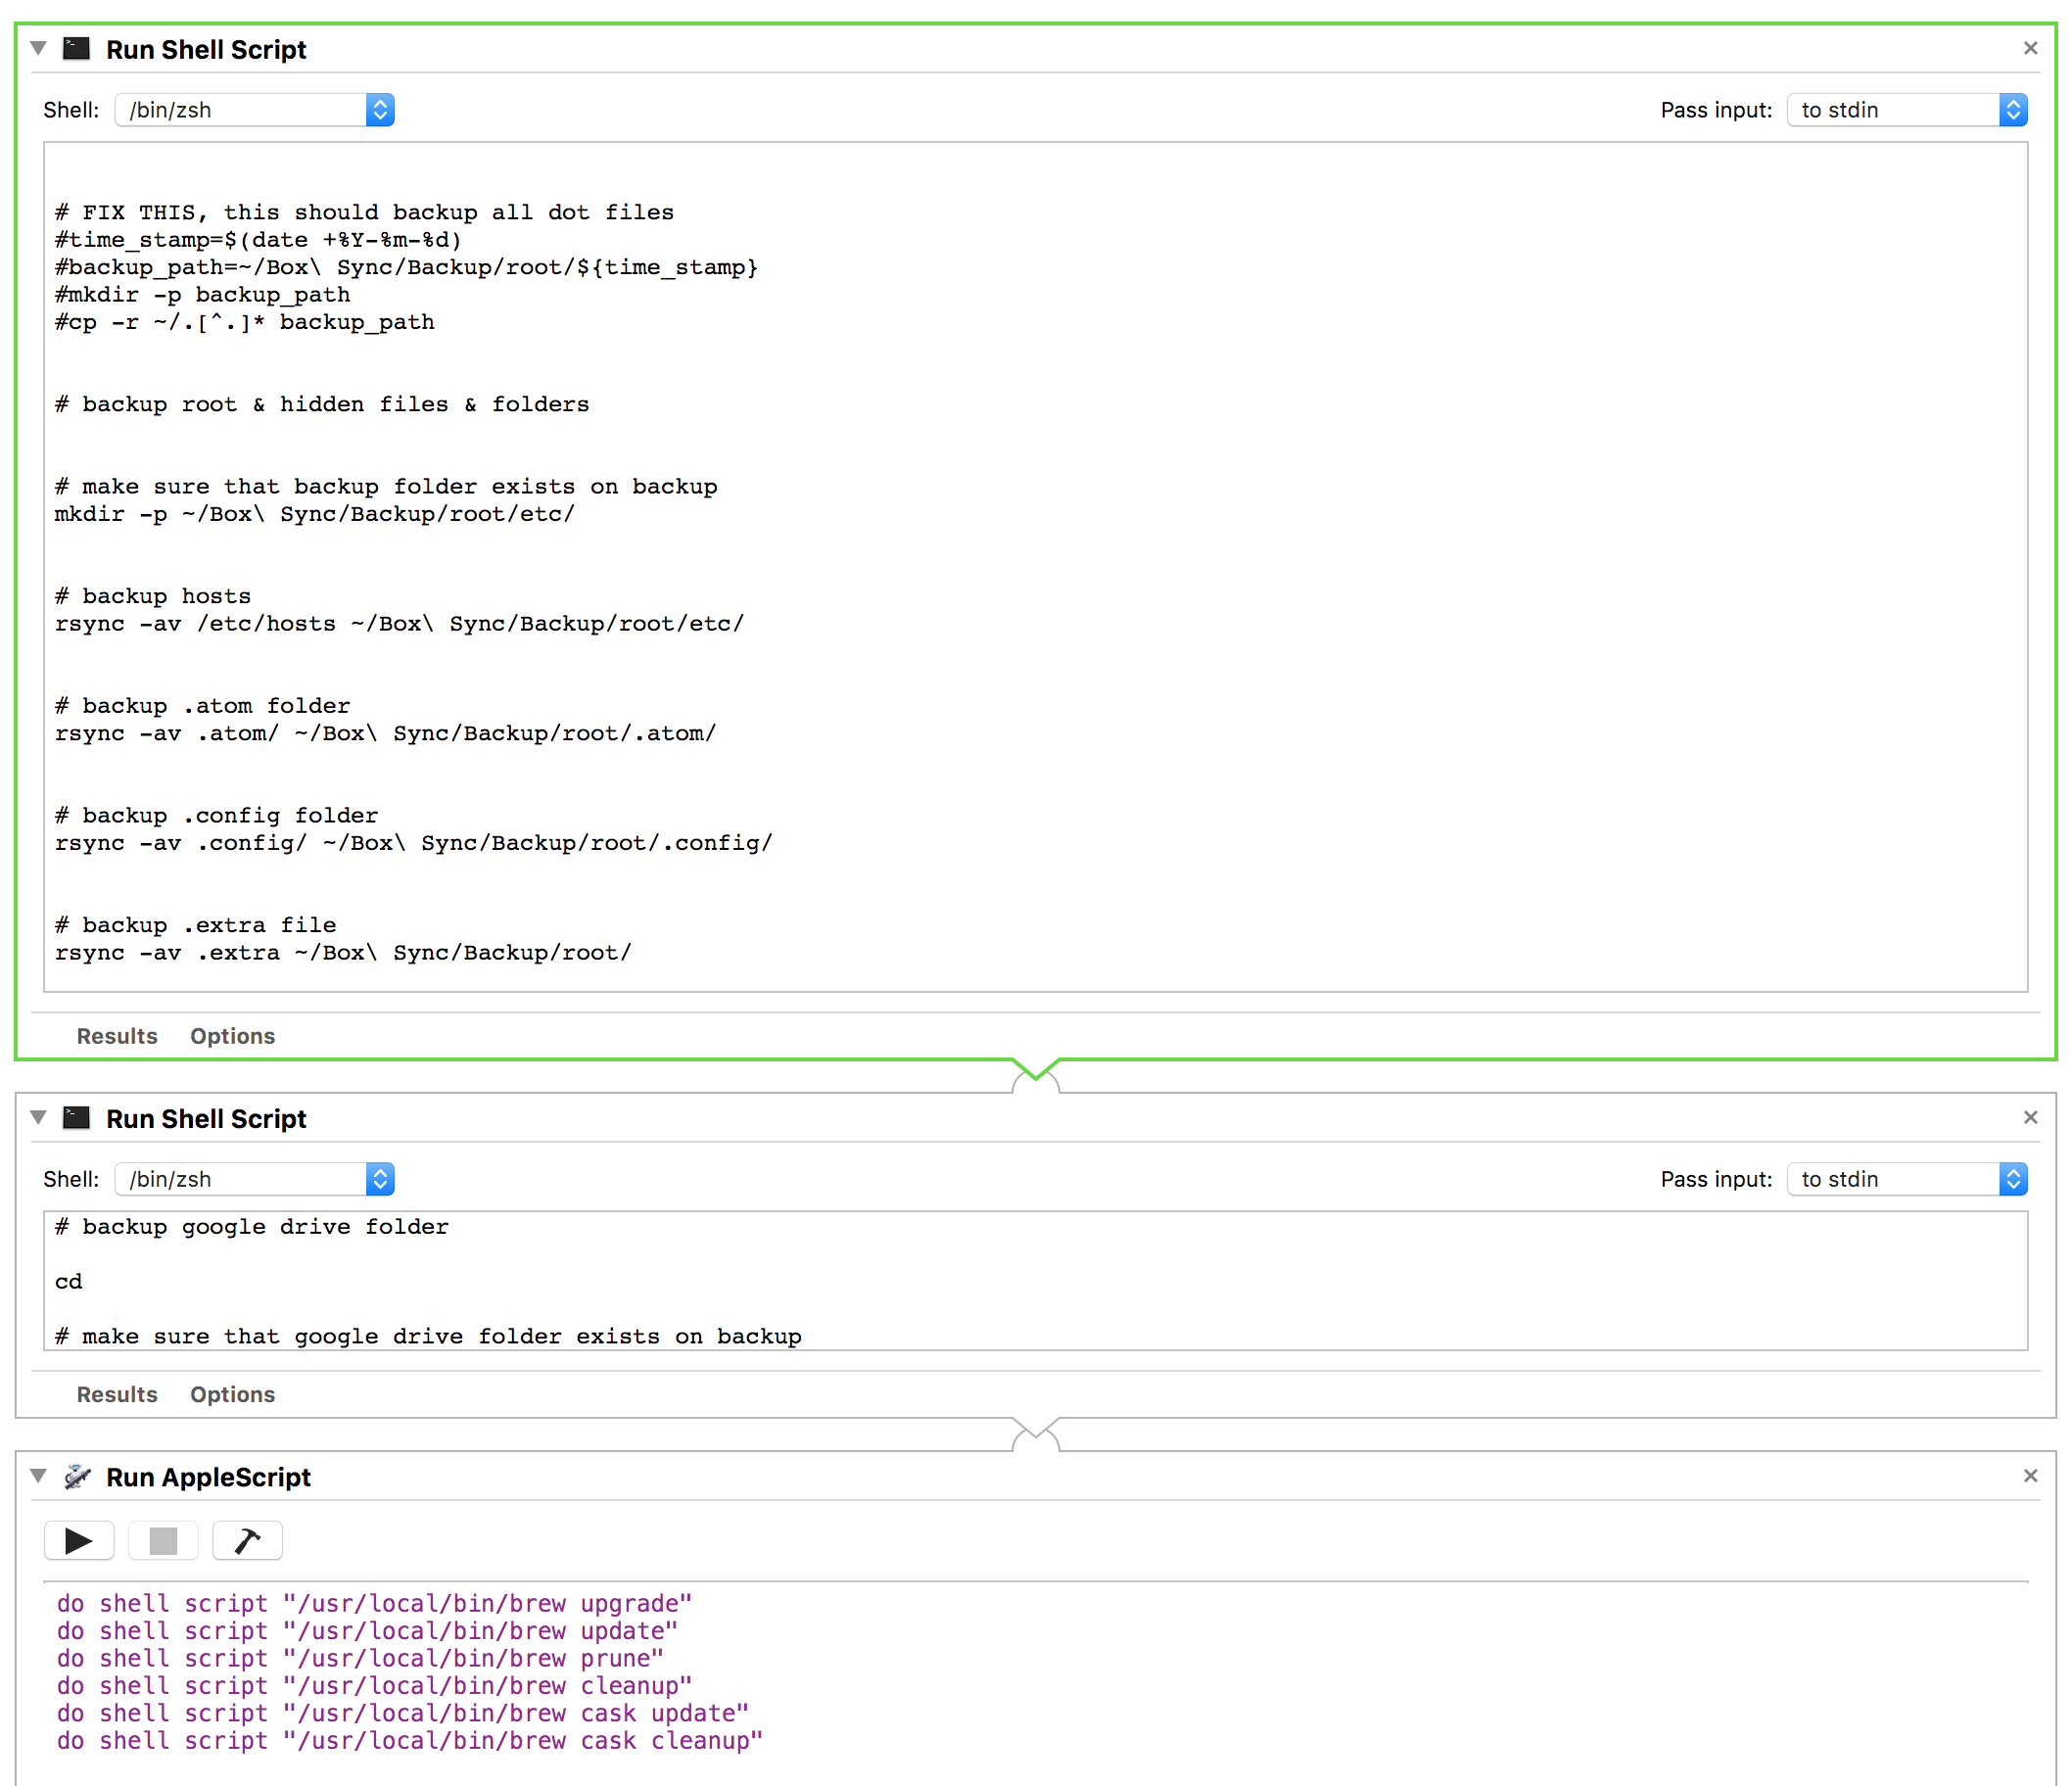 Run Shell Script
Shell: /bin/zsh Pass input: to stdin
# FIX THIS, this should backup all dot files
#time_stamp=$(date +%Y-%m-%d)
#backup_path=~/Box\ Sync/Backup/root/${time_stamp}
#mkdir -p backup_path
#cp -r ~/.[^.]* backup_path
# backup root & hidden files & folders
# make sure that backup folder exists on backup
mkdir -p ~/Box\ Sync/Backup/root/etc/
# backup hosts
rsync -av /etc/hosts ~/Box\ Sync/Backup/root/etc/
# backup .atom folder
rsync -av .atom/ ~/Box\ Sync/Backup/root/.atom/
# backup .config folder
rsync -av .config/ ~/Box\ Sync/Backup/root/.config/
# backup .extra file
rsync -av .extra ~/Box\ Sync/Backup/root/
Results Options
Run Shell Script
Shell: /bin/zsh Pass input: to stdin
# backup google drive folder
cd
# make sure that google drive folder exists on backup
Results Options
Run AppleScript
do shell script "/usr/local/bin/brew upgrade"
do shell script "/usr/local/bin/brew update"
do shell script "/usr/local/bin/brew prune"
do shell script "/usr/local/bin/brew cleanup"
do shell script "/usr/local/bin/brew cask update"
do shell script "/usr/local/bin/brew cask cleanup"